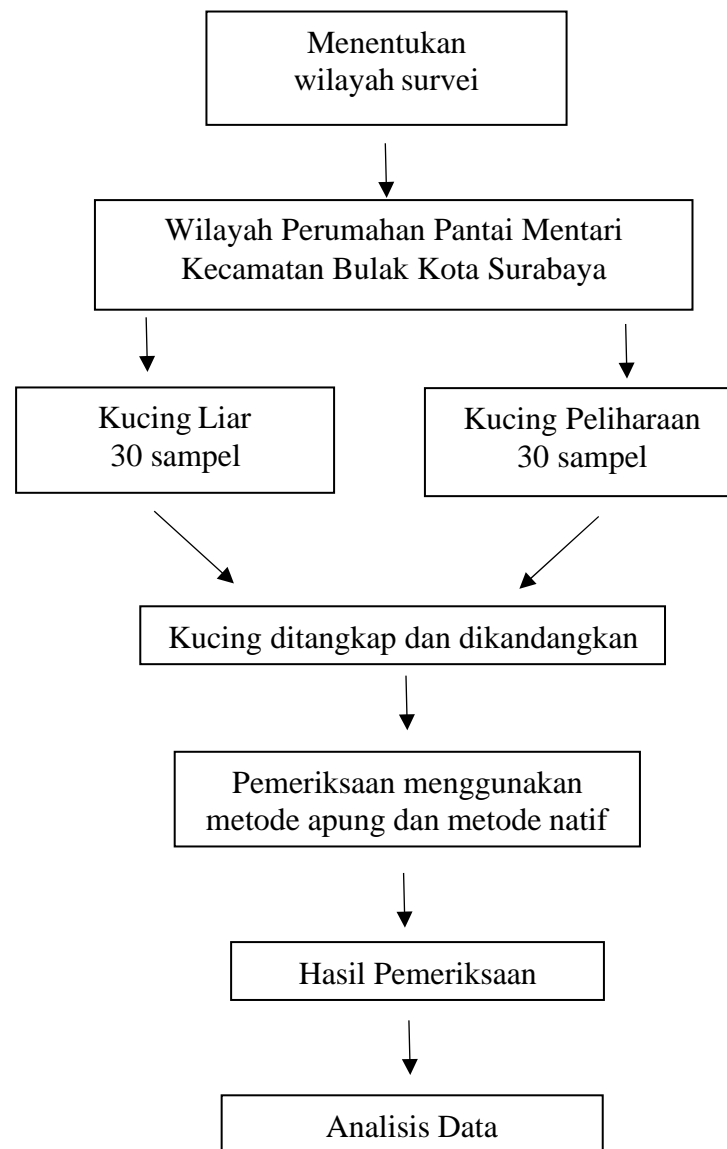 Menentukan
wilayah survei
Wilayah Perumahan Pantai Mentari
Kecamatan Bulak Kota Surabaya
Kucing Liar
30 sampel
Kucing Peliharaan
30 sampel
Kucing ditangkap dan dikandangkan
Pemeriksaan menggunakan
metode apung dan metode natif
Hasil Pemeriksaan
Analisis Data